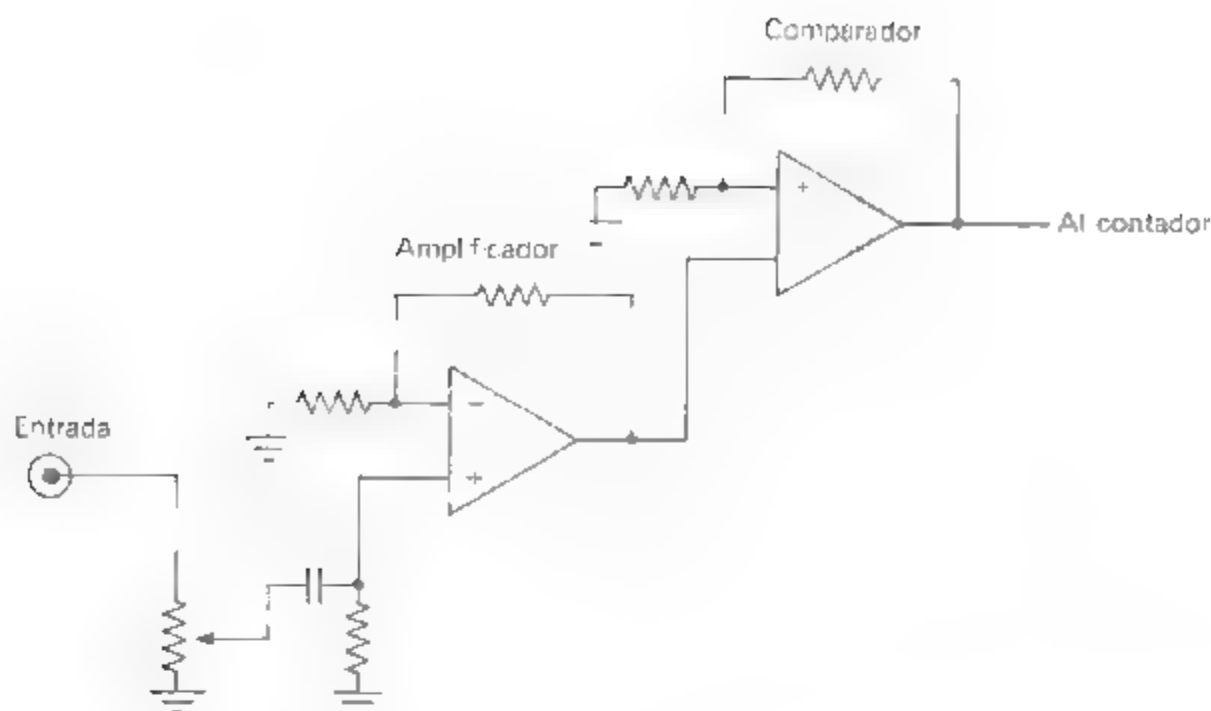 Comparador
+
Al contador
Amplificador
−
Entrada
+